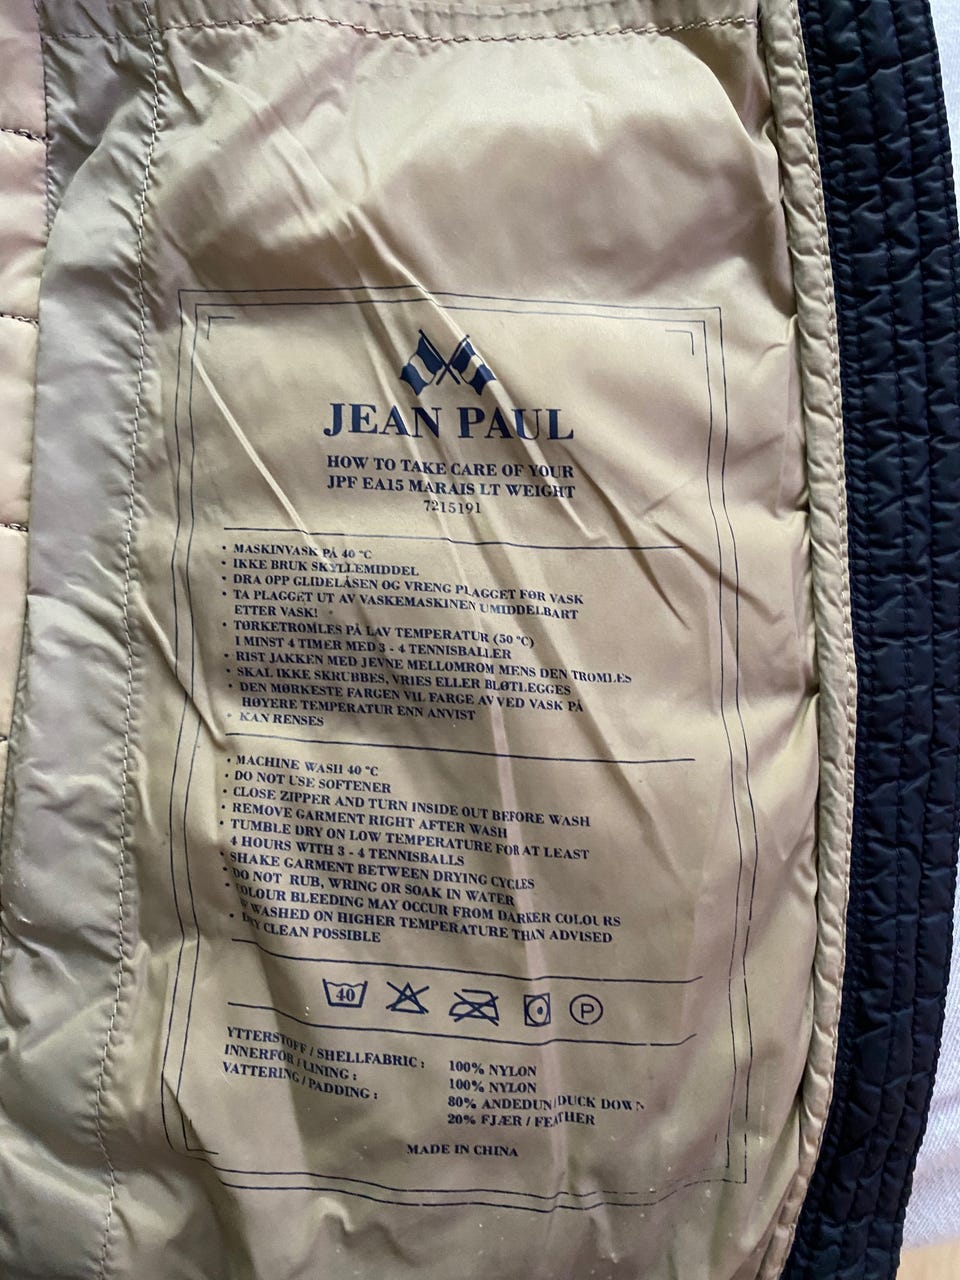 JEAN PAUL
HOW TO TAKE CARE OF YOUR
JPF EA15 MARAIS LT WEIGHT
7215191
• MASKINVASK PÅ 40 °C
• IKKE BRUK SKYLLEMIDDEL
• DRA OPP GLIDELÅSEN OG VRENG PLAGGET FØR VASK
• TA PLAGGET UT AV VASKEMASKINEN UMIDDELBART
ETTER VASK!
• TØRKETROMLES PÅ LAV TEMPERATUR (50 °C)
I MINST 4 TIMER MED 3 - 4 TENNISBALLER
• RIST JAKKEN MED JEVNE MELLOMROM MENS DEN TROMLES
• SKAL IKKE SKRUBBES, VRIES ELLER BLØTLEGGES
• DEN MØRKESTE FARGEN VIL FARGE AV VED VASK PÅ
HØYERE TEMPERATUR ENN ANVIST
• KAN RENSES
• MACHINE WASH 40 °C
• DO NOT USE SOFTENER
• CLOSE ZIPPER AND TURN INSIDE OUT BEFORE WASH
• REMOVE GARMENT RIGHT AFTER WASH
• TUMBLE DRY ON LOW TEMPERATURE FOR AT LEAST
4 HOURS WITH 3 - 4 TENNISBALLS
• SHAKE GARMENT BETWEEN DRYING CYCLES
• DO NOT RUB, WRING OR SOAK IN WATER
• COLOUR BLEEDING MAY OCCUR FROM DARKER COLOURS
IF WASHED ON HIGHER TEMPERATURE THAN ADVISED
• DRY CLEAN POSSIBLE
40 P
YTTERSTOFF / SHELLFABRIC : 100% NYLON
INNERFÔR / LINING : 100% NYLON
VATTERING / PADDING : 80% ANDEDUN / DUCK DOWN
20% FJÆR / FEATHER
MADE IN CHINA